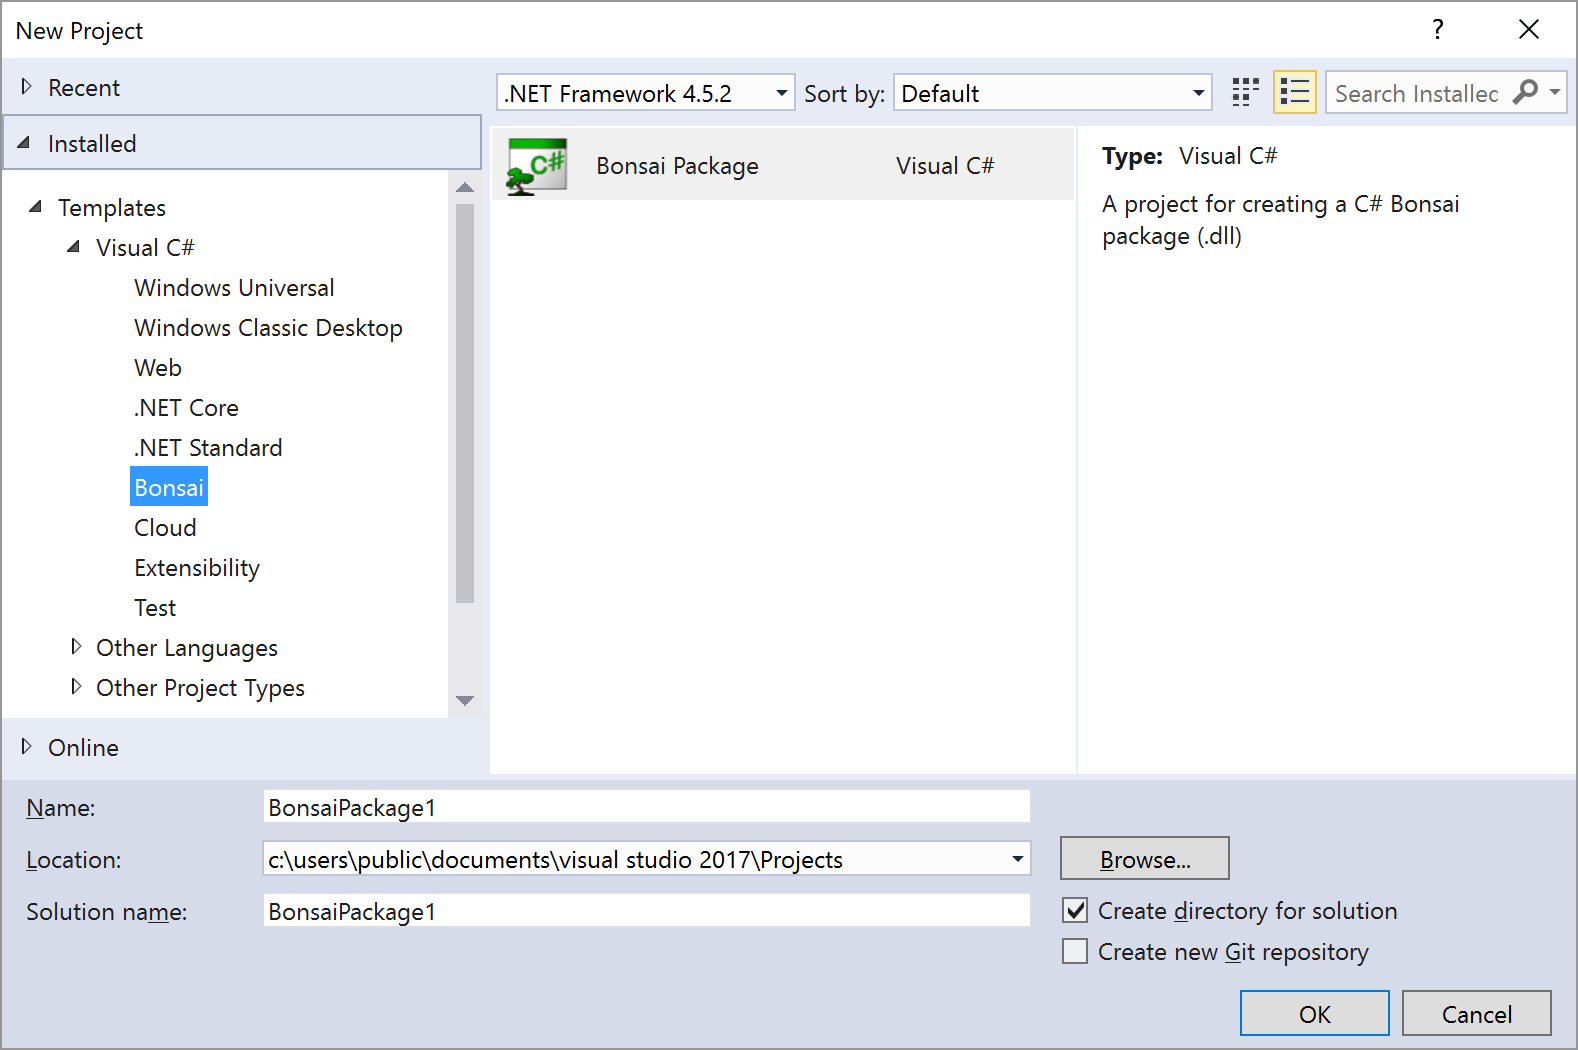 New Project
?
Recent
Installed
.NET Framework 4.5.2
Sort by:
Default
Search Installec
Templates
Visual C#
Windows Universal
Windows Classic Desktop
Web
.NET Core
.NET Standard
Bonsai
Cloud
Extensibility
Test
Other Languages
Other Project Types
Online
C#
Bonsai Package
Visual C#
Type: Visual C#
A project for creating a C# Bonsai
package (.dll)
Name:
BonsaiPackage1
Location:
c:\users\public\documents\visual studio 2017\Projects
Browse...
Solution name:
BonsaiPackage1
Create directory for solution
Create new Git repository
OK
Cancel